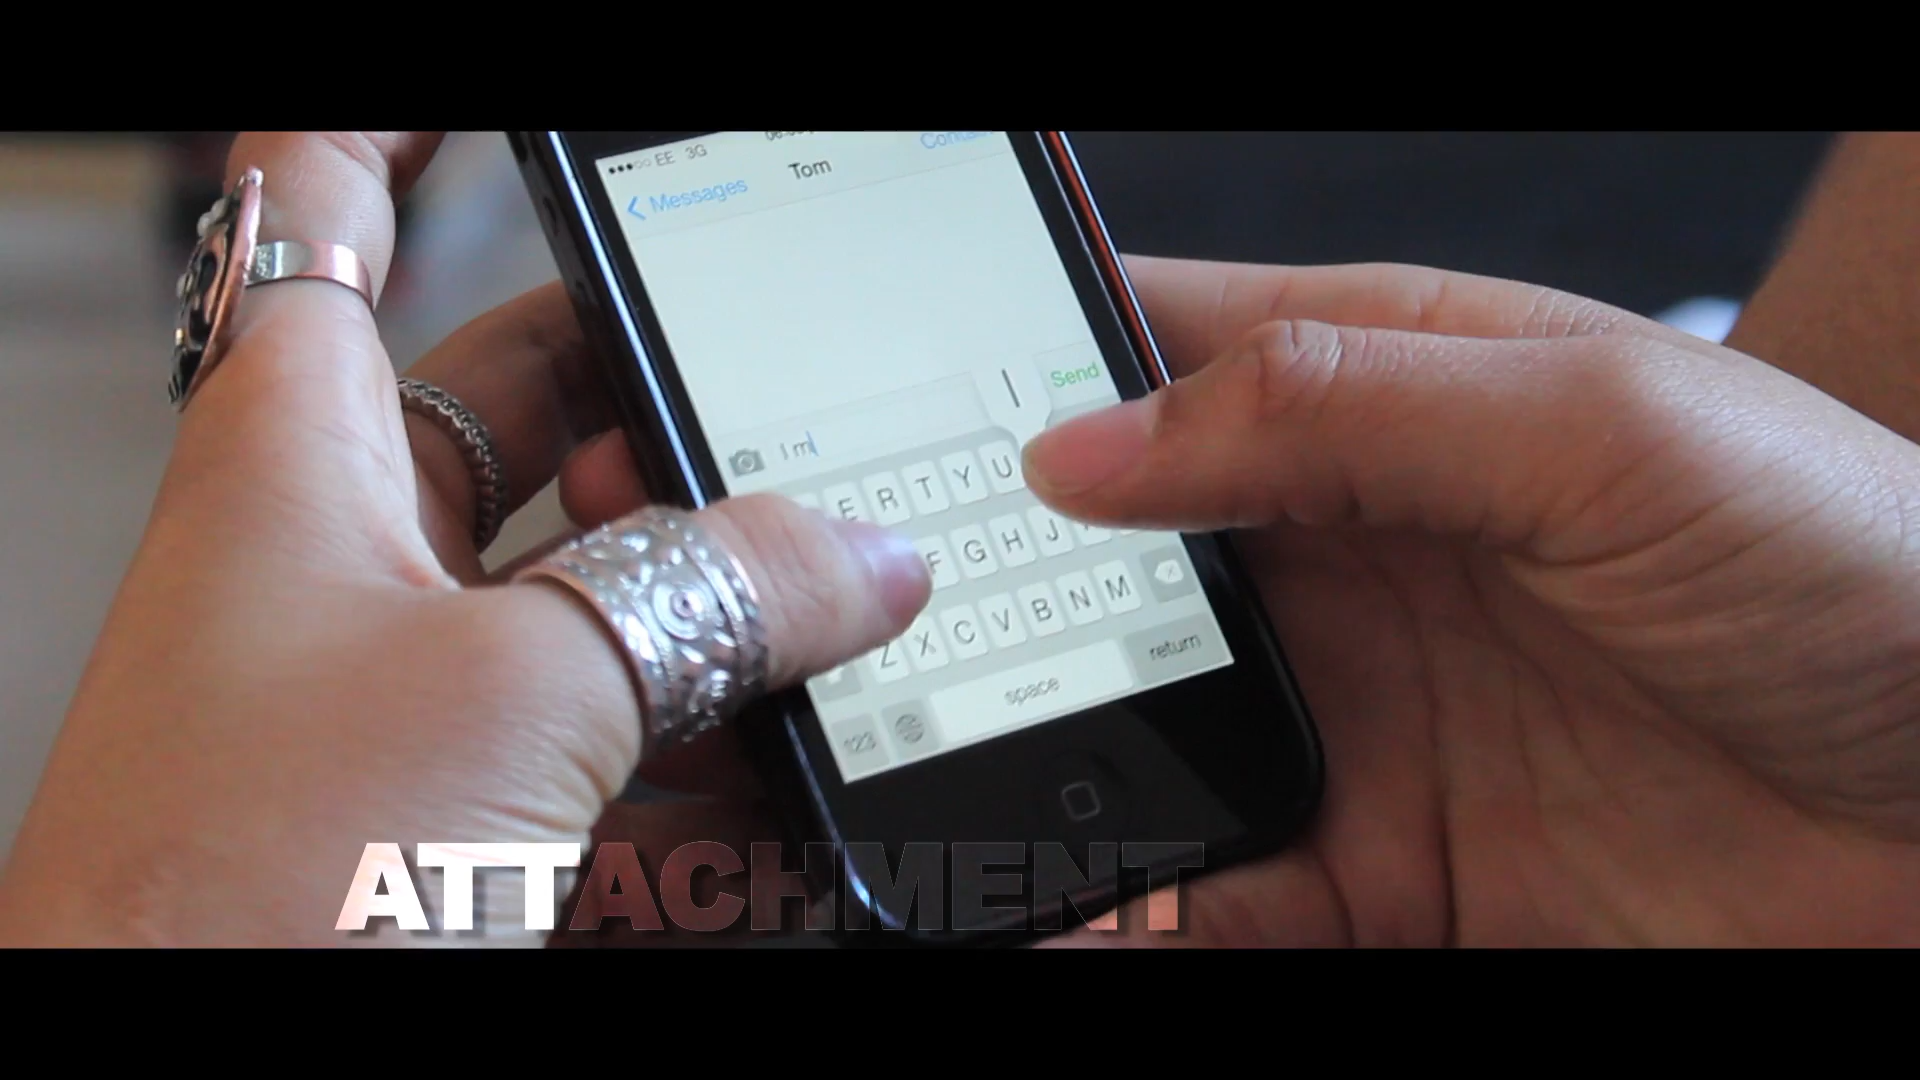 EE 3G
Messages
Tom
Send
I m
I
E R T Y U
F G H J
Z X C V B N M
return
space
123
ATTACHMENT